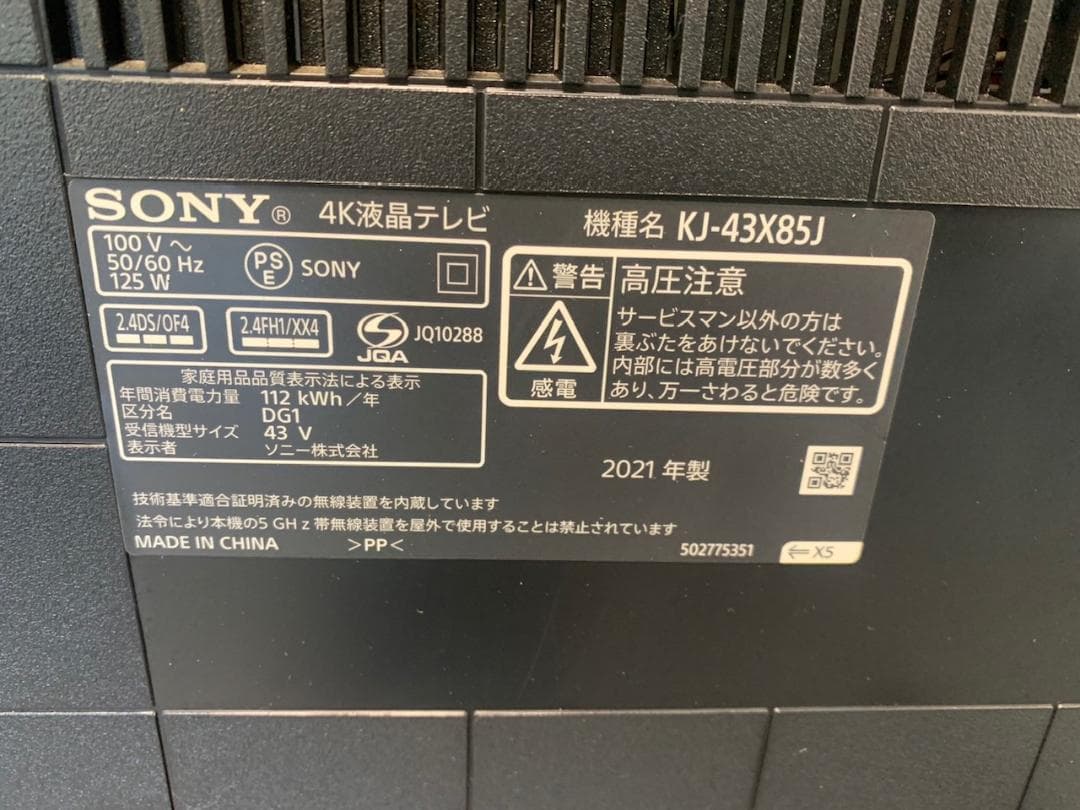 SONY® 4K液晶テレビ
機種名 KJ-43X85J
100 V ~
50/60 Hz
125 W
PS
E
SONY
2.4DS/OF4
2.4FH1/XX4
JQA
JQ10288
家庭用品品質表示法による表示
年間消費電力量 112 kWh/年
区分名 DG1
受信機型サイズ 43 V
表示者 ソニー株式会社
警告
感電
高圧注意
サービスマン以外の方は
裏ぶたをあけないでください。
内部には高電圧部分が数多く
あり、万一さわると危険です。
2021 年製
技術基準適合証明済みの無線装置を内蔵しています
法令により本機の5 GHz帯無線装置を屋外で使用することは禁止されています
MADE IN CHINA >PP<
502775351
⇐ X5